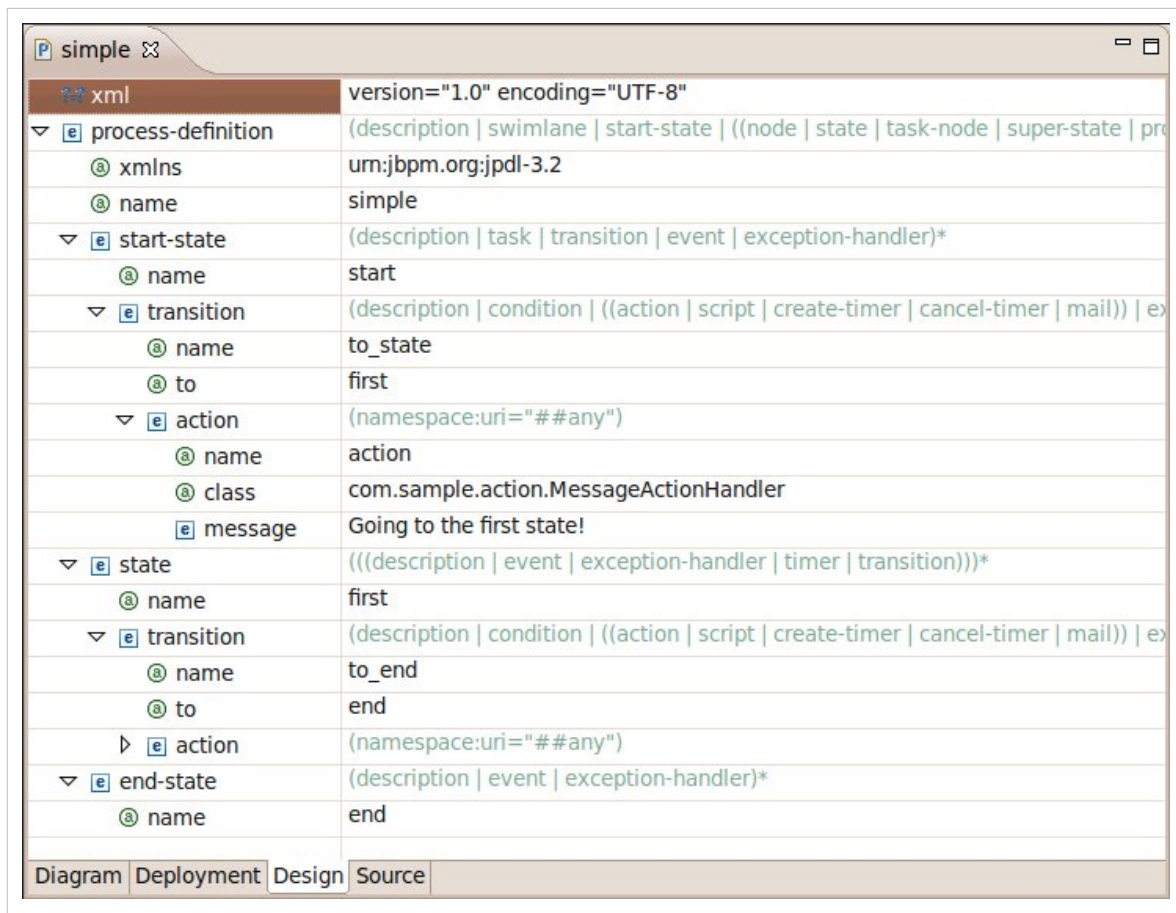 simple
xml version="1.0" encoding="UTF-8"
process-definition (description | swimlane | start-state | ((node | state | task-node | super-state | pro
xmlns urn:jbpm.org:jpdl-3.2
name simple
start-state (description | task | transition | event | exception-handler)*
name start
transition (description | condition | ((action | script | create-timer | cancel-timer | mail)) | ex
name to_state
to first
action (namespace:uri="##any")
name action
class com.sample.action.MessageActionHandler
message Going to the first state!
state (((description | event | exception-handler | timer | transition)))*
name first
transition (description | condition | ((action | script | create-timer | cancel-timer | mail)) | ex
name to_end
to end
action (namespace:uri="##any")
end-state (description | event | exception-handler)*
name end
Diagram Deployment Design Source